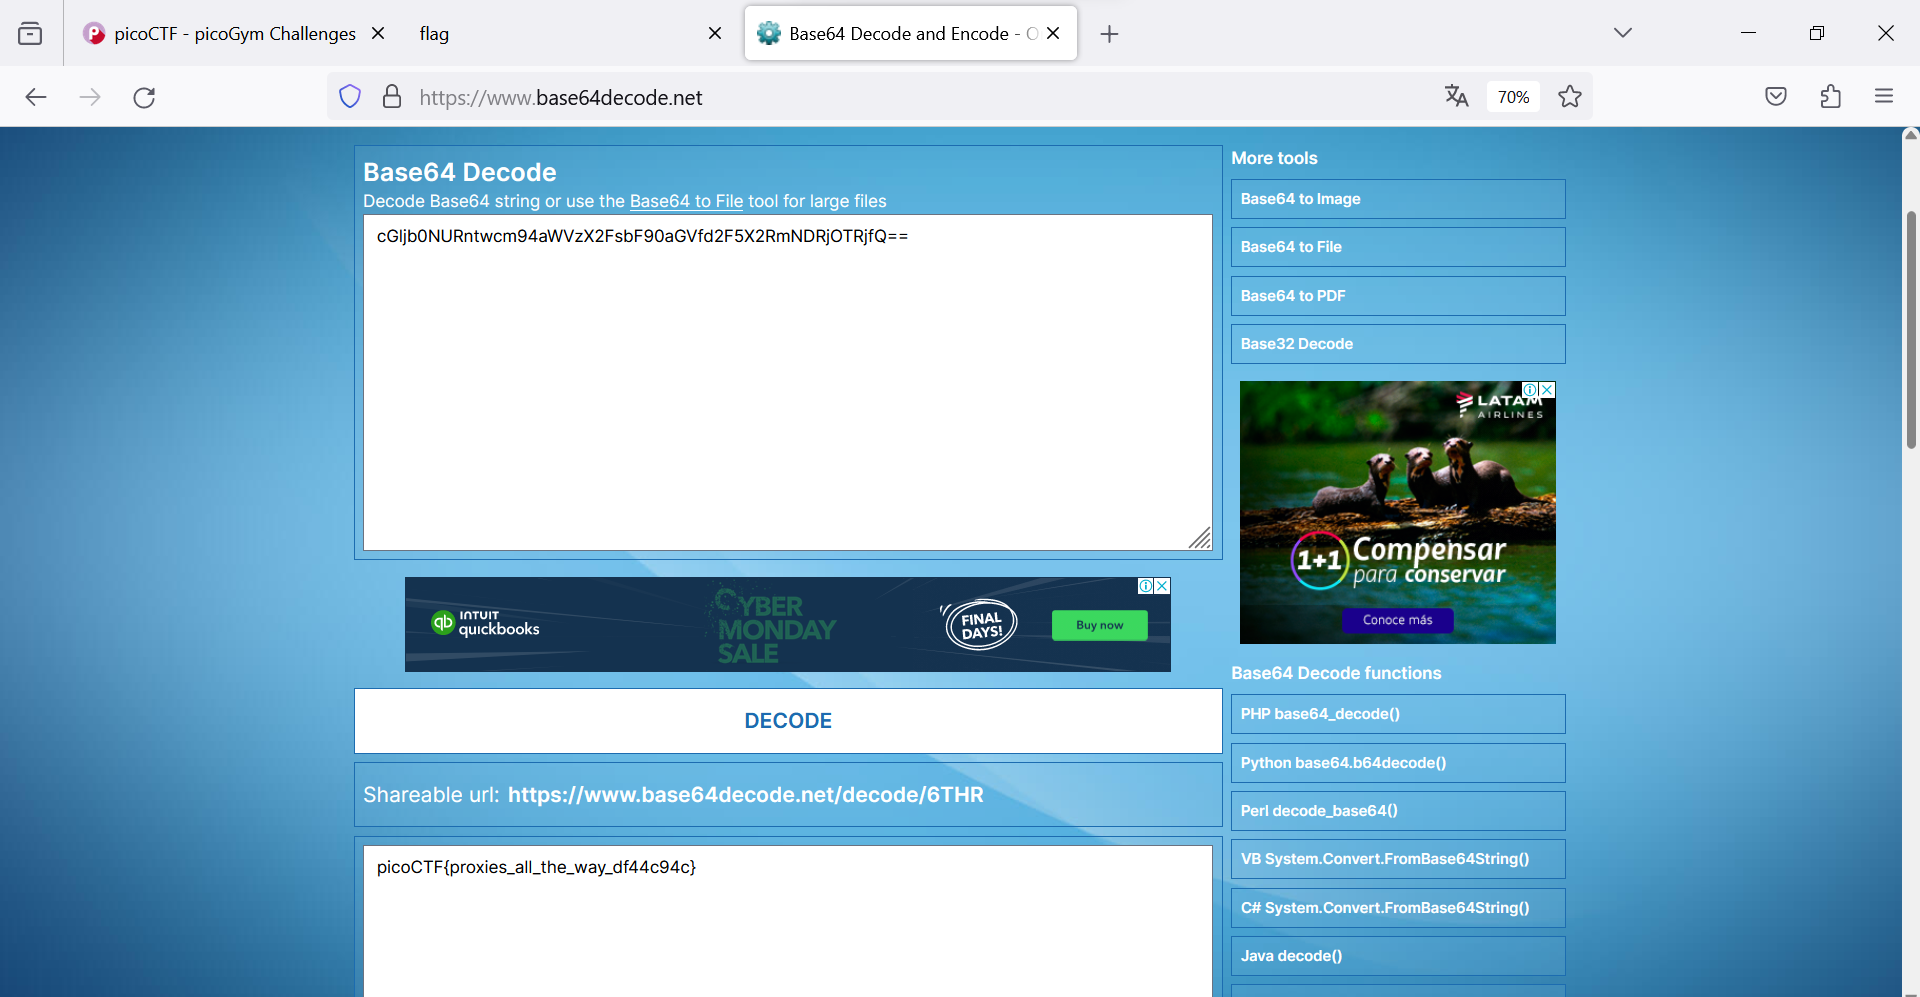 picoCTF - picoGym Challenges
flag
Base64 Decode and Encode - O
https://www.base64decode.net
70%
Base64 Decode
Decode Base64 string or use the Base64 to File tool for large files
cGljb0NURntwcm94aWVzX2FsbF90aGVfd2F5X2RmNDRjOTRjfQ==
INTUIT
quickbooks
CYBER
MONDAY
SALE
FINAL
DAYS!
Buy now
DECODE
Shareable url: https://www.base64decode.net/decode/6THR
picoCTF{proxies_all_the_way_df44c94c}
More tools
Base64 to Image
Base64 to File
Base64 to PDF
Base32 Decode
LATAM
AIRLINES
1+1 Compensar
para conservar
Conoce más
Base64 Decode functions
PHP base64_decode()
Python base64.b64decode()
Perl decode_base64()
VB System.Convert.FromBase64String()
C# System.Convert.FromBase64String()
Java decode()